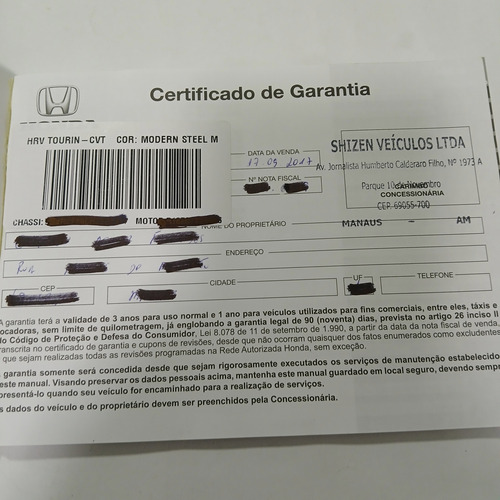 Certificado de Garantia
HRV TOURIN-CVT COR: MODERN STEEL M
CHASSI:
DATA DA VENDA
17 09 2017
Nº NOTA FISCAL
SHIZEN VEÍCULOS LTDA
Av. Jornalista Humberto Calderaro Filho, Nº 1973 A
Parque 10 de Novembro
CONCESSIONÁRIA
CEP 69055-700
NOME DO PROPRIETÁRIO
MANAUS - AM
ENDEREÇO
CEP
CIDADE
UF
TELEFONE
A garantia terá a validade de 3 anos para uso normal e 1 ano para veículos utilizados para fins comerciais, entre eles, táxis e
locadoras, sem limite de quilometragem, já englobando a garantia legal de 90 (noventa) dias, prevista no artigo 26 inciso II
do Código de Proteção e Defesa do Consumidor, Lei 8.078 de 11 de setembro de 1.990, a partir da data da nota fiscal de venda,
transcrita no certificado de garantia e cupons de revisões, desde que não ocorram quaisquer dos fatos enumerados como excludentes
e que sejam realizadas todas as revisões programadas na Rede Autorizada Honda, sem exceção.
A garantia somente será concedida desde que sejam rigorosamente executados os serviços de manutenção estabelecidos
neste manual. Visando preservar os dados pessoais acima, mantenha este manual guardado em local seguro, devendo sempre
apresentá-lo quando seu veículo for encaminhado para a realização de serviços.
Os dados do veículo e do proprietário devem ser preenchidos pela Concessionária.